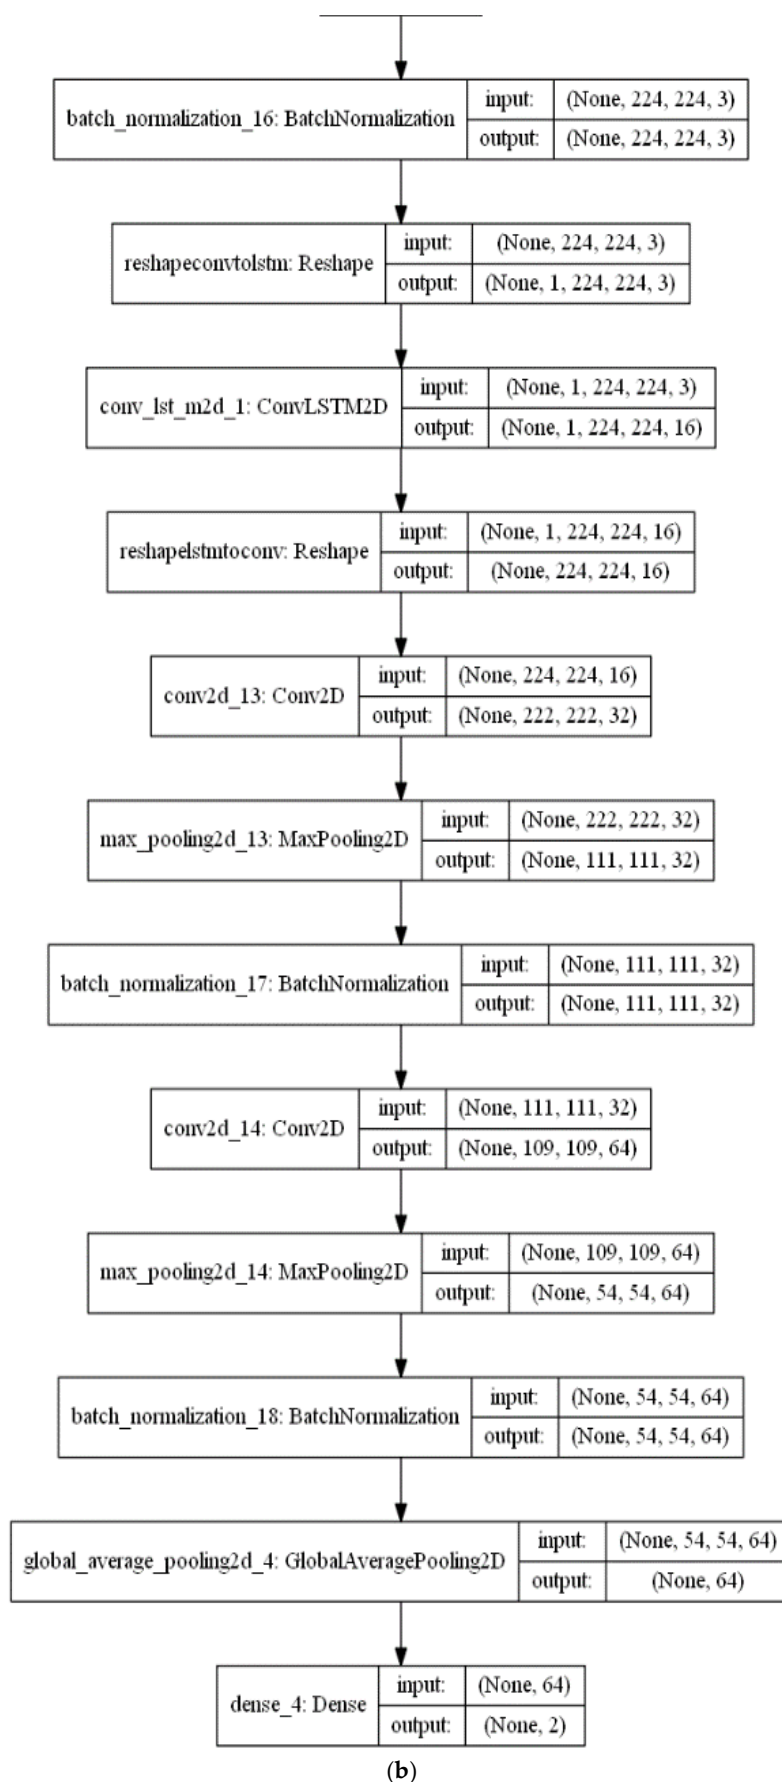 batch_normalization_16: BatchNormalization
input: (None, 224, 224, 3)
output: (None, 224, 224, 3)
reshapeconvtolstm: Reshape
input: (None, 224, 224, 3)
output: (None, 1, 224, 224, 3)
conv_lst_m2d_1: ConvLSTM2D
input: (None, 1, 224, 224, 3)
output: (None, 1, 224, 224, 16)
reshapelstmtoconv: Reshape
input: (None, 1, 224, 224, 16)
output: (None, 224, 224, 16)
conv2d_13: Conv2D
input: (None, 224, 224, 16)
output: (None, 222, 222, 32)
max_pooling2d_13: MaxPooling2D
input: (None, 222, 222, 32)
output: (None, 111, 111, 32)
batch_normalization_17: BatchNormalization
input: (None, 111, 111, 32)
output: (None, 111, 111, 32)
conv2d_14: Conv2D
input: (None, 111, 111, 32)
output: (None, 109, 109, 64)
max_pooling2d_14: MaxPooling2D
input: (None, 109, 109, 64)
output: (None, 54, 54, 64)
batch_normalization_18: BatchNormalization
input: (None, 54, 54, 64)
output: (None, 54, 54, 64)
global_average_pooling2d_4: GlobalAveragePooling2D
input: (None, 54, 54, 64)
output: (None, 64)
dense_4: Dense
input: (None, 64)
output: (None, 2)
(b)